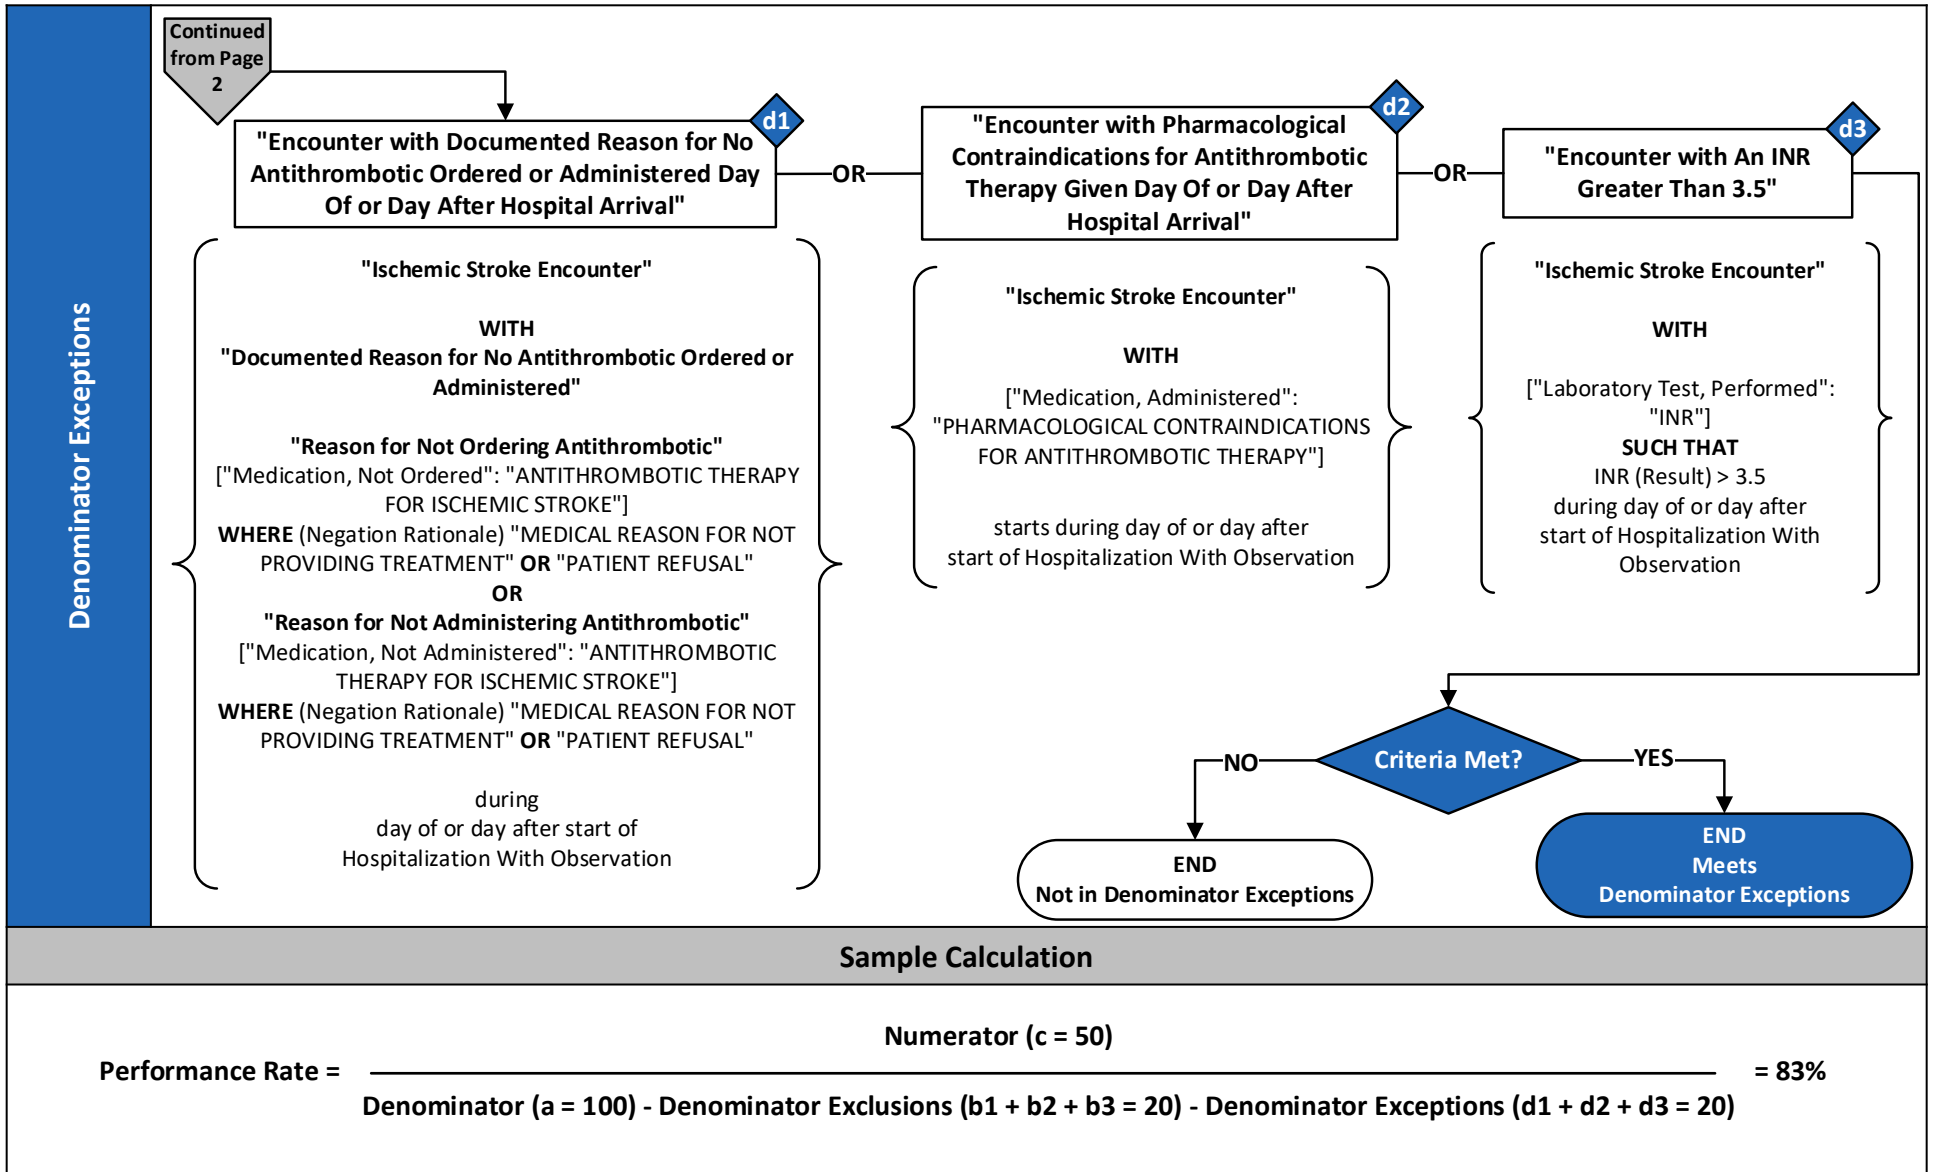 Denominator Exceptions
Continued
from Page
2
d1
"Encounter with Documented Reason for No
Antithrombotic Ordered or Administered Day
Of or Day After Hospital Arrival"
OR
d2
"Encounter with Pharmacological
Contraindications for Antithrombotic
Therapy Given Day Of or Day After
Hospital Arrival"
OR
d3
"Encounter with An INR
Greater Than 3.5"
"Ischemic Stroke Encounter"
WITH
"Documented Reason for No Antithrombotic Ordered or
Administered"
"Reason for Not Ordering Antithrombotic"
["Medication, Not Ordered": "ANTITHROMBOTIC THERAPY
FOR ISCHEMIC STROKE"]
WHERE (Negation Rationale) "MEDICAL REASON FOR NOT
PROVIDING TREATMENT" OR "PATIENT REFUSAL"
OR
"Reason for Not Administering Antithrombotic"
["Medication, Not Administered": "ANTITHROMBOTIC
THERAPY FOR ISCHEMIC STROKE"]
WHERE (Negation Rationale) "MEDICAL REASON FOR NOT
PROVIDING TREATMENT" OR "PATIENT REFUSAL"
during
day of or day after start of
Hospitalization With Observation
"Ischemic Stroke Encounter"
WITH
["Medication, Administered":
"PHARMACOLOGICAL CONTRAINDICATIONS
FOR ANTITHROMBOTIC THERAPY"]
starts during day of or day after
start of Hospitalization With Observation
"Ischemic Stroke Encounter"
WITH
["Laboratory Test, Performed":
"INR"]
SUCH THAT
INR (Result) > 3.5
during day of or day after
start of Hospitalization With
Observation
Criteria Met?
NO
YES
END
Not in Denominator Exceptions
END
Meets
Denominator Exceptions
Sample Calculation
Numerator (c = 50)
Performance Rate =
= 83%
Denominator (a = 100) - Denominator Exclusions (b1 + b2 + b3 = 20) - Denominator Exceptions (d1 + d2 + d3 = 20)